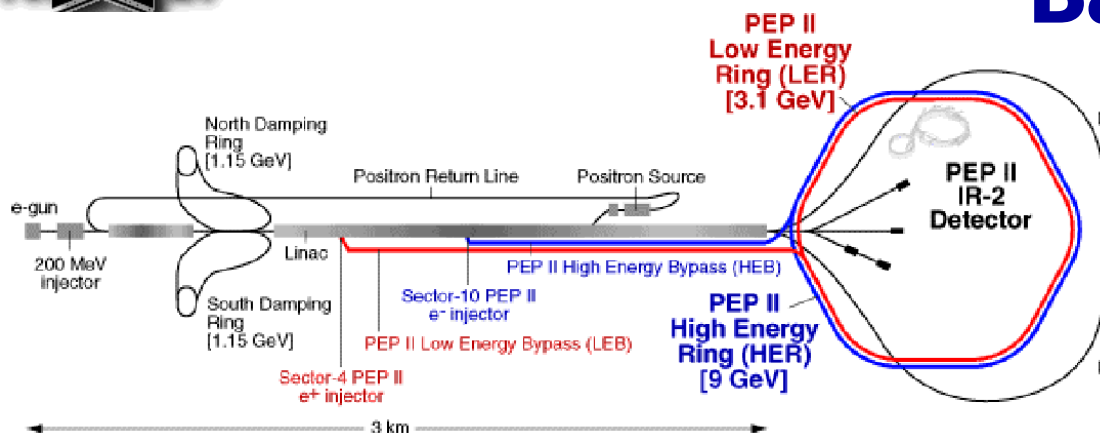 PEP II
Low Energy
Ring (LER)
[3.1 GeV]
North Damping
Ring
[1.15 GeV]
Positron Return Line
Positron Source
e-gun
PEP II
IR-2
Detector
Linac
200 MeV
injector
PEP II High Energy Bypass (HEB)
Sector-10 PEP II
e- injector
South Damping
Ring
[1.15 GeV]
PEP II
High Energy
Ring (HER)
[9 GeV]
PEP II Low Energy Bypass (LEB)
Sector-4 PEP II
e+ injector
3 km